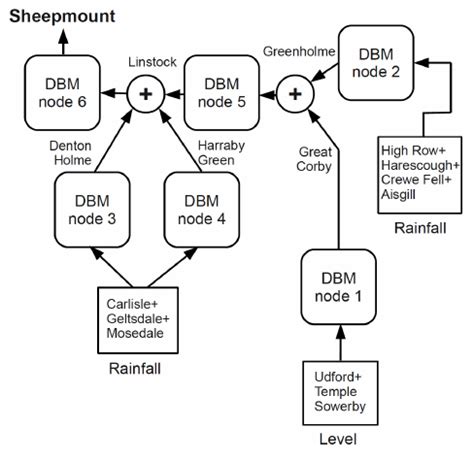 Sheepmount
DBM
node 6
Linstock
+
DBM
node 5
Greenholme
+
DBM
node 2
Denton
Holme
Harraby
Green
Great
Corby
High Row+
Harescough+
Crewe Fell+
Aisgill
Rainfall
DBM
node 3
DBM
node 4
DBM
node 1
Carlisle+
Geltsdale+
Mosedale
Rainfall
Udford+
Temple
Sowerby
Level